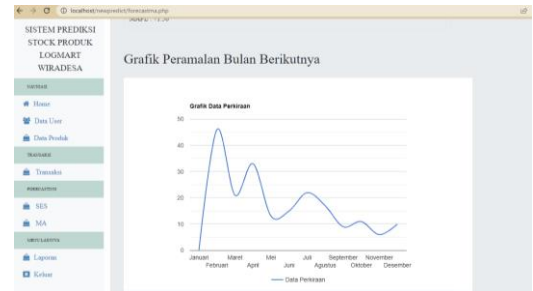 localhost/newpredict/forecastma.php
SISTEM PREDIKSI
STOCK PRODUK
LOGMART
WIRADESA
Home
Data User
Data Produk
TRANSAKSI
Transaksi
SES
MA
Laporan
Keluar
Grafik Peramalan Bulan Berikutnya
Grafik Data Perkiraan
50
40
30
20
10
0
Januari Maret Mei Juli September November
Februari April Juni Agustus Oktober Desember
Data Perkiraan